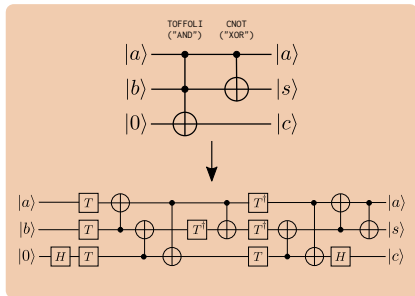 TOFFOLI CNOT
("AND") ("XOR")
|a⟩ |a⟩
|b⟩ |s⟩
|0⟩ |c⟩
|a⟩ T T† |a⟩
|b⟩ T T† T† |s⟩
|0⟩ H T T H |c⟩